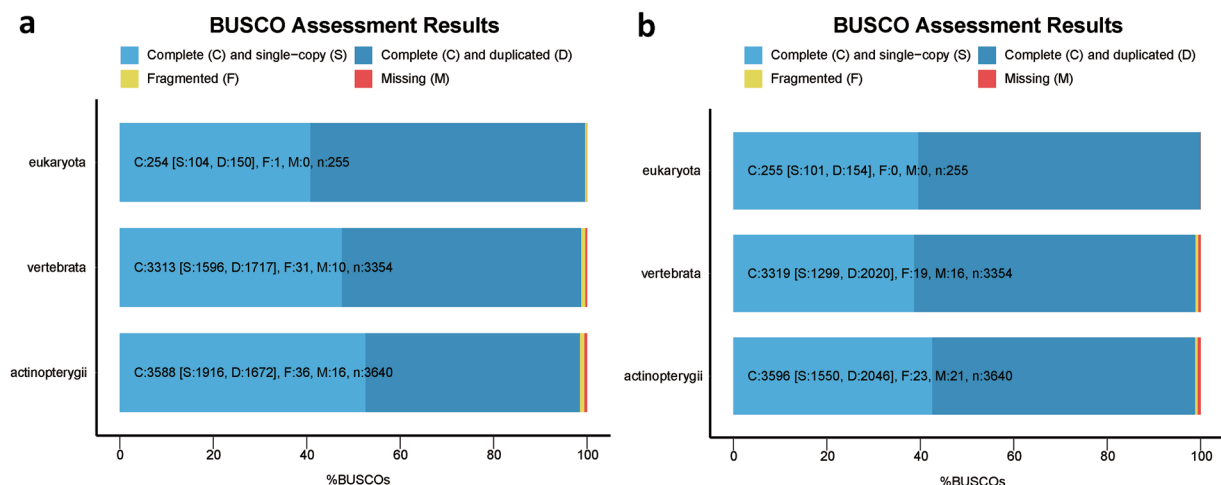 a
BUSCO Assessment Results
Complete (C) and single−copy (S)
Complete (C) and duplicated (D)
Fragmented (F)
Missing (M)
eukaryota
C:254 [S:104, D:150], F:1, M:0, n:255
vertebrata
C:3313 [S:1596, D:1717], F:31, M:10, n:3354
actinopterygii
C:3588 [S:1916, D:1672], F:36, M:16, n:3640
0 20 40 60 80 100
%BUSCOs
b
BUSCO Assessment Results
Complete (C) and single−copy (S)
Complete (C) and duplicated (D)
Fragmented (F)
Missing (M)
eukaryota
C:255 [S:101, D:154], F:0, M:0, n:255
vertebrata
C:3319 [S:1299, D:2020], F:19, M:16, n:3354
actinopterygii
C:3596 [S:1550, D:2046], F:23, M:21, n:3640
0 20 40 60 80 100
%BUSCOs